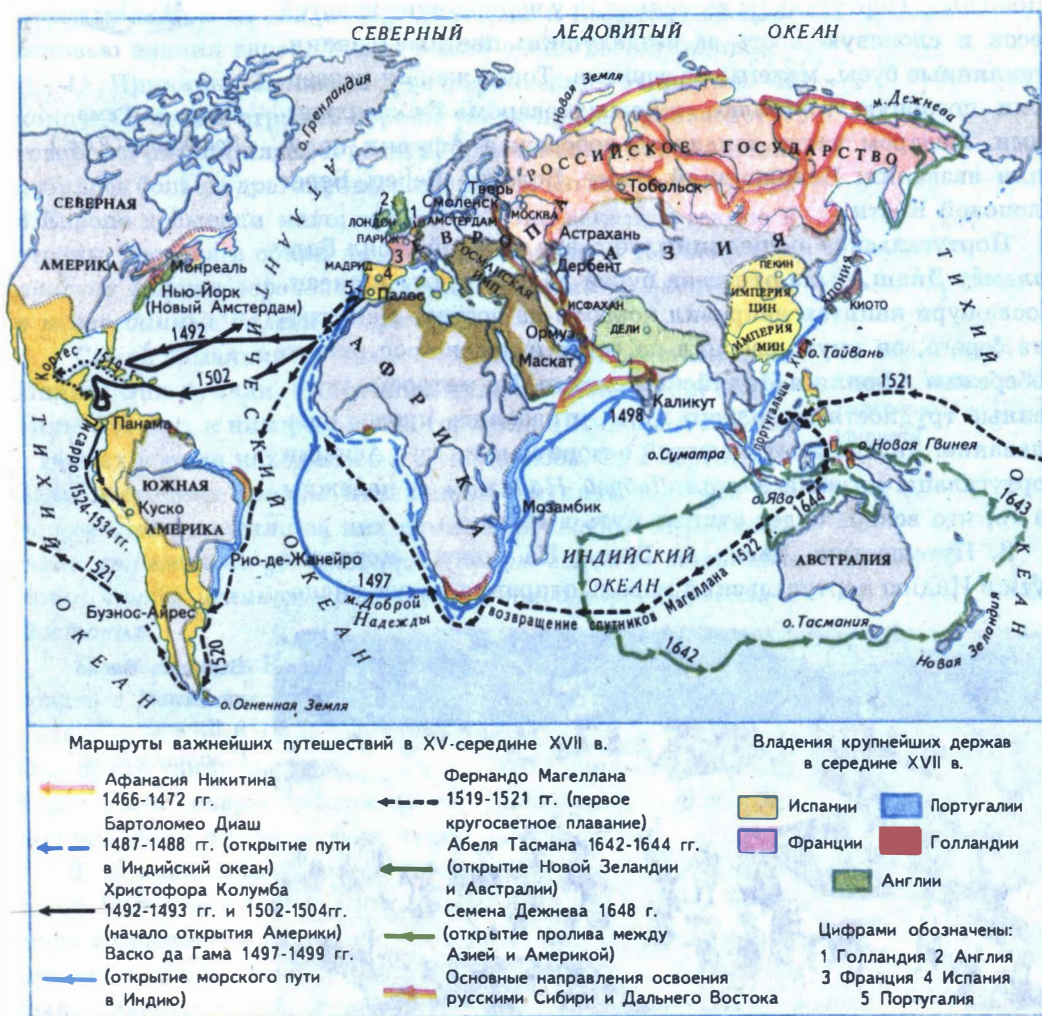 СЕВЕРНЫЙ ЛЕДОВИТЫЙ ОКЕАН
о.Гренландия
Новая Земля
м.Дежнева
РОССИЙСКОЕ ГОСУДАРСТВО
СЕВЕРНАЯ
АМЕРИКА
Тверь
Смоленск
МОСКВА
Тобольск
2
1
ЛОНДОН
АМСТЕРДАМ
ПАРИЖ
3
ЕВРОПА
Астрахань
АЗИЯ
Монреаль
Нью-Йорк
(Новый Амстердам)
МАДРИД
4
5
Палос
ОСМАНСКАЯ
ИМП.
Дербент
ИСФАХАН
ДЕЛИ
ПЕКИН
ИМПЕРИЯ
ЦИН
ИМПЕРИЯ
МИН
ЯПОНИЯ
КИОТО
1492
1502
Кортес
1519
Ормуз
Маскат
о.Тайвань
АФРИКА
Каликут
1498
1521
Панама
Писарро
1524-1534 гг
о.Суматра
Португальцы
Новая Гвинея
ЮЖНАЯ
АМЕРИКА
Куско
Мозамбик
о.Ява
1644
1643
Рио-де-Жанейро
ИНДИЙСКИЙ
ОКЕАН
АВСТРАЛИЯ
1521
1497
м.Доброй
Надежды
возвращение спутников Магеллана 1522
Буэнос-Айрес
о.Тасмания
1520
1642
Новая Зеландия
о.Огненная Земля
ТИХИЙ ОКЕАН
АТЛАНТИЧЕСКИЙ ОКЕАН
ТИХИЙ ОКЕАН
Маршруты важнейших путешествий в XV-середине XVII в.
Афанасия Никитина
1466-1472 гг.
Бартоломео Диаш
1487-1488 гг. (открытие пути
в Индийский океан)
Христофора Колумба
1492-1493 гг. и 1502-1504гг.
(начало открытия Америки)
Васко да Гама 1497-1499 гг.
(открытие морского пути
в Индию)
Фернандо Магеллана
1519-1521 гг. (первое
кругосветное плавание)
Абеля Тасмана 1642-1644 гг.
(открытие Новой Зеландии
и Австралии)
Семена Дежнева 1648 г.
(открытие пролива между
Азией и Америкой)
Основные направления освоения
русскими Сибири и Дальнего Востока
Владения крупнейших держав
в середине XVII в.
Испании
Португалии
Франции
Голландии
Англии
Цифрами обозначены:
1 Голландия 2 Англия
3 Франция 4 Испания
5 Португалия